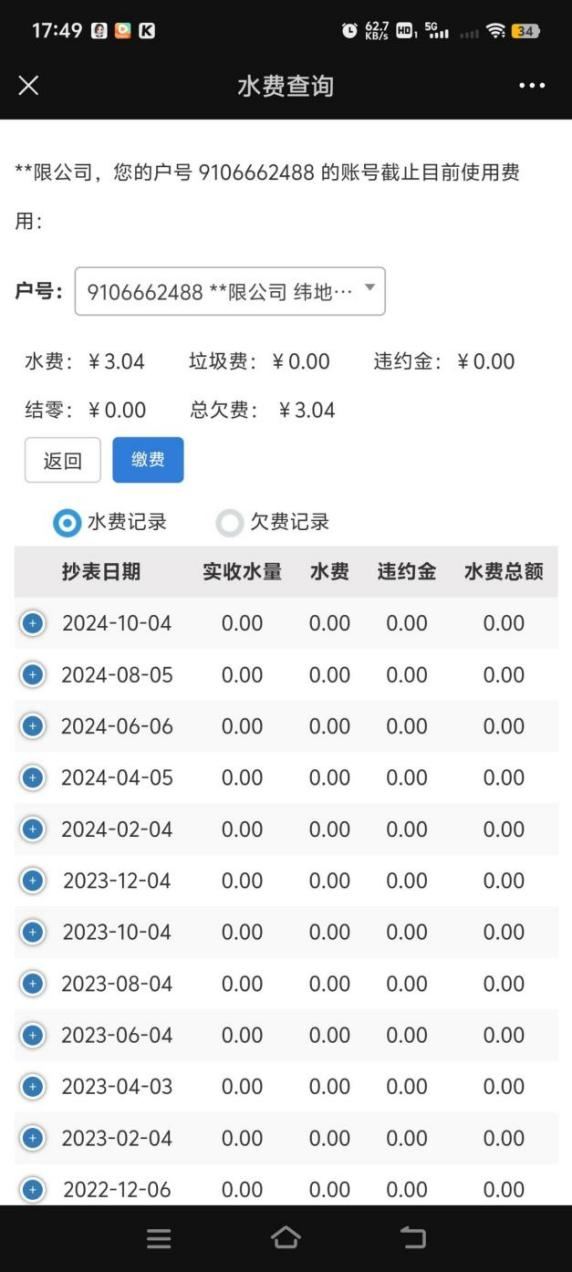 17:49 62.7 KB/s HD 5G 34
水费查询
**限公司，您的户号 9106662488 的账号截止目前使用费
用：
户号： 9106662488 **限公司 纬地…
水费：￥3.04 垃圾费：￥0.00 违约金：￥0.00
结零：￥0.00 总欠费：￥3.04
返回 缴费
水费记录 欠费记录
抄表日期 实收水量 水费 违约金 水费总额
2024-10-04 0.00 0.00 0.00 0.00
2024-08-05 0.00 0.00 0.00 0.00
2024-06-06 0.00 0.00 0.00 0.00
2024-04-05 0.00 0.00 0.00 0.00
2024-02-04 0.00 0.00 0.00 0.00
2023-12-04 0.00 0.00 0.00 0.00
2023-10-04 0.00 0.00 0.00 0.00
2023-08-04 0.00 0.00 0.00 0.00
2023-06-04 0.00 0.00 0.00 0.00
2023-04-03 0.00 0.00 0.00 0.00
2023-02-04 0.00 0.00 0.00 0.00
2022-12-06 0.00 0.00 0.00 0.00